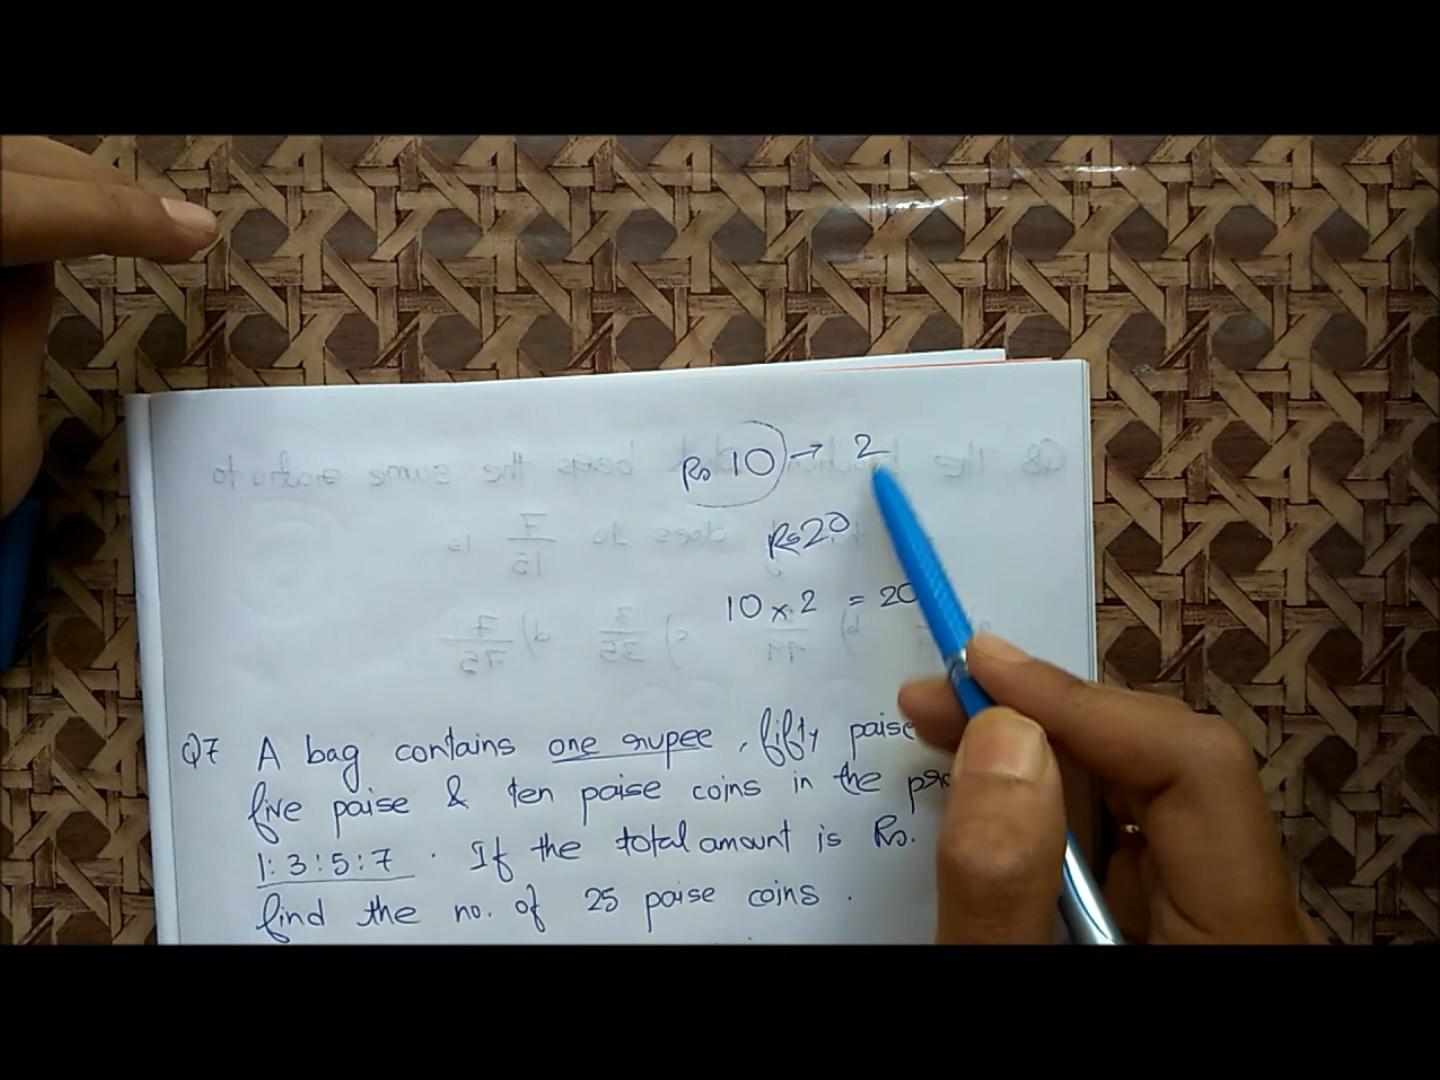 Rs 10 → 2
Rs 20
10 x 2 = 20
Q7 A bag contains one rupee, fifty paise
five paise & ten paise coins in the
1:3:5:7. If the total amount is Rs.
find the no. of 25 paise coins.